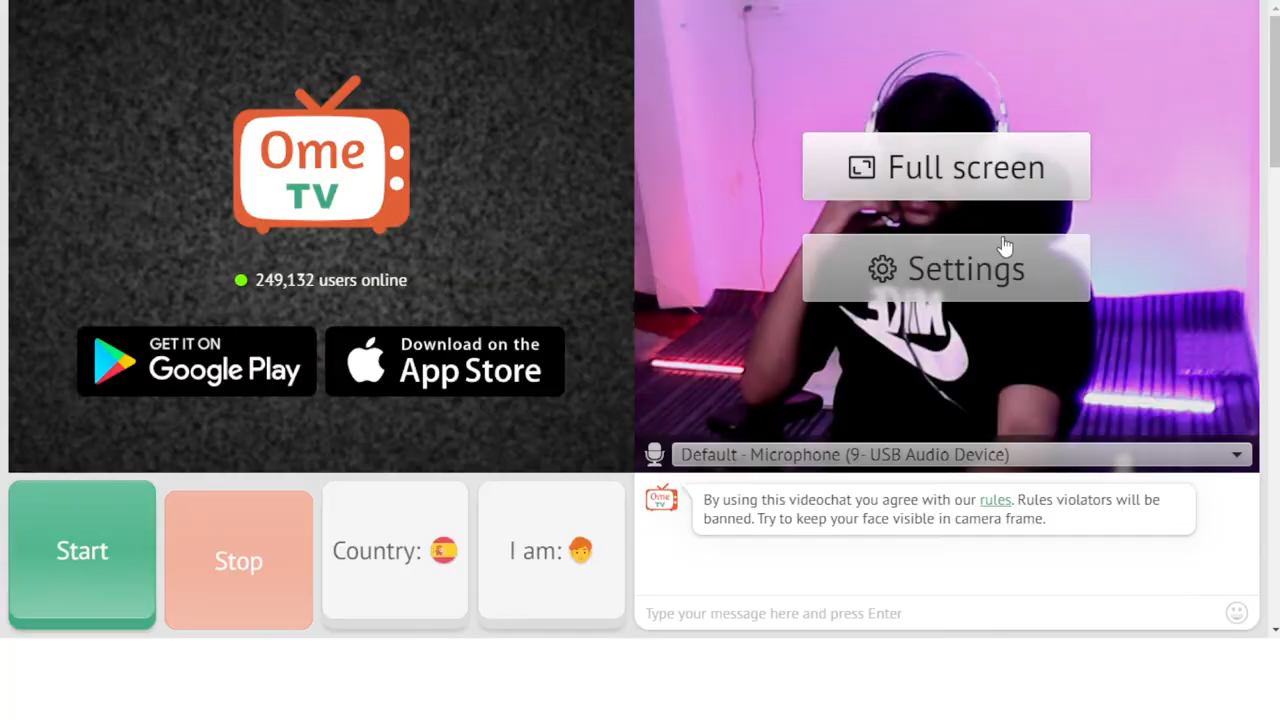 Ome
TV
249,132 users online
GET IT ON
Google Play
Download on the
App Store
Full screen
Settings
Default - Microphone (9- USB Audio Device)
Start
Stop
Country:
I am:
Ome
TV
By using this videochat you agree with our rules. Rules violators will be
banned. Try to keep your face visible in camera frame.
Type your message here and press Enter